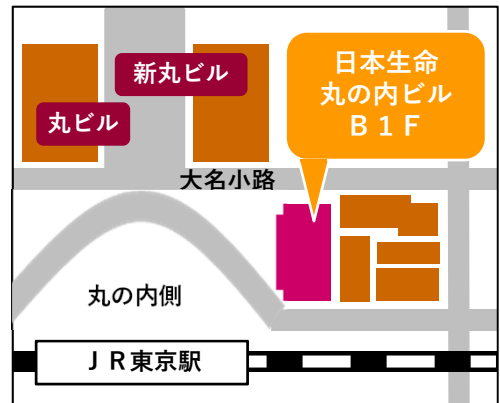 新丸ビル
丸ビル
日本生命
丸の内ビル
Ｂ１Ｆ
大名小路
丸の内側
ＪＲ東京駅